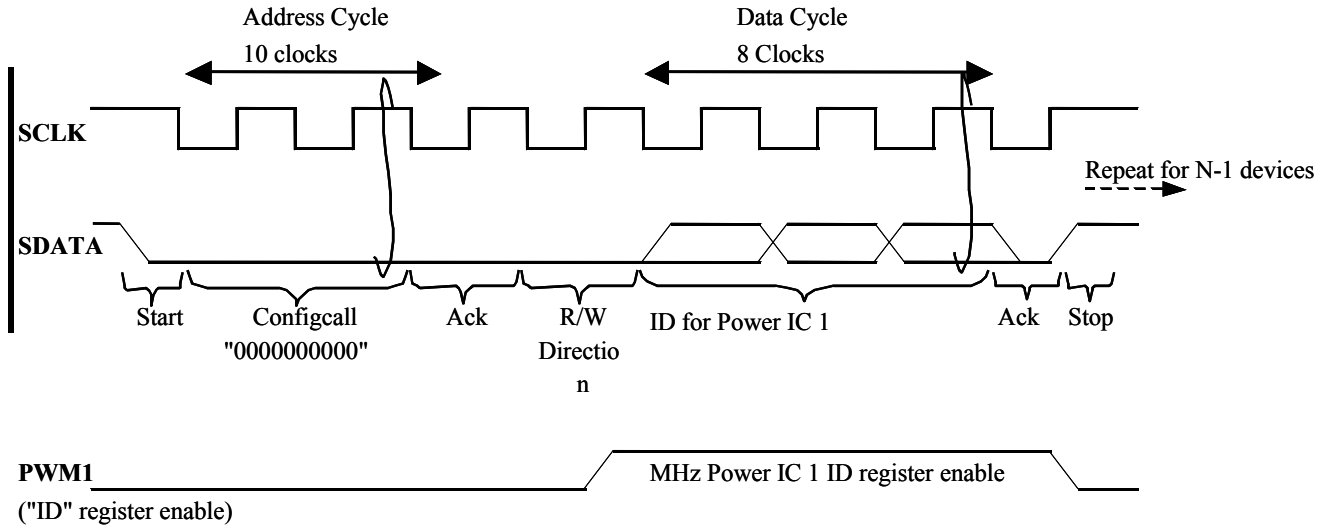 Address Cycle
10 clocks
Data Cycle
8 Clocks
SCLK
Repeat for N-1 devices
SDATA
Start
Configcall
"0000000000"
Ack
R/W
Directio
n
ID for Power IC 1
Ack
Stop
PWM1
MHz Power IC 1 ID register enable
("ID" register enable)